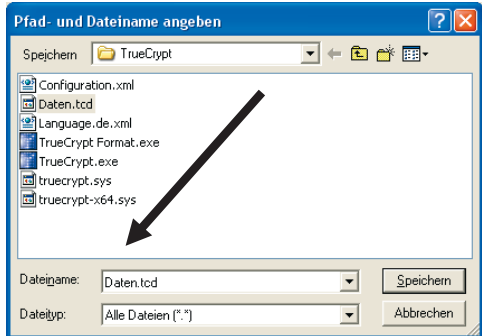 Pfad- und Dateiname angeben
Speichern TrueCrypt
Configuration.xml
Daten.tcd
Language.de.xml
TrueCrypt Format.exe
TrueCrypt.exe
truecrypt.sys
truecrypt-x64.sys
Dateiname: Daten.tcd Speichern
Dateityp: Alle Dateien (*.*) Abbrechen